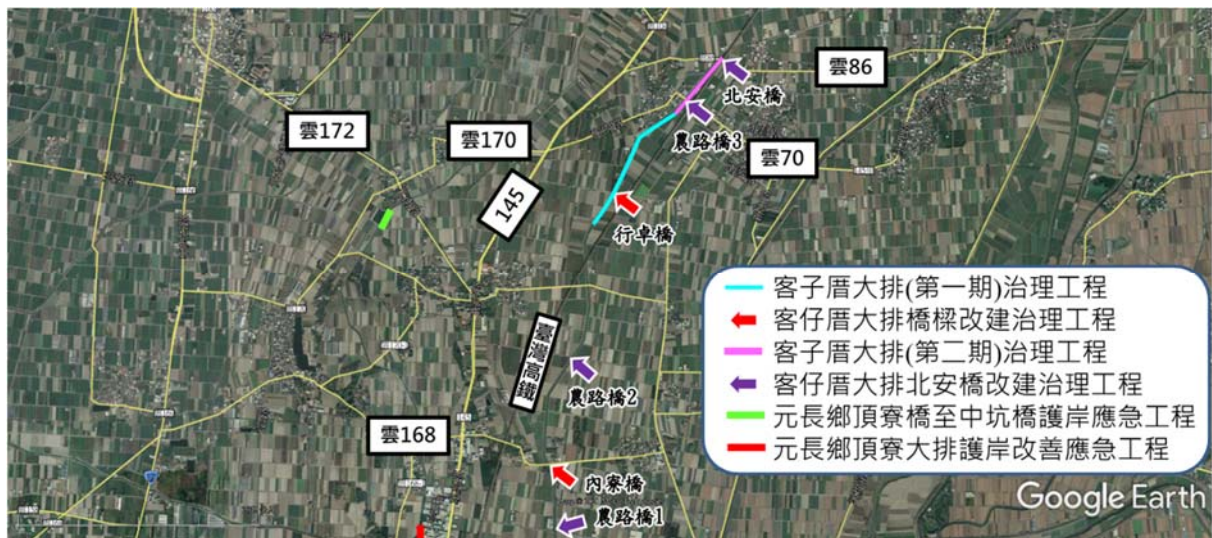 雲86
北安橋
雲172
雲170
農路橋3
雲70
145
行卓橋
臺灣高鐵
農路橋2
雲168
145
內寮橋
農路橋1
客子厝大排(第一期)治理工程
客仔厝大排橋樑改建治理工程
客子厝大排(第二期)治理工程
客仔厝大排北安橋改建治理工程
元長鄉頂寮橋至中坑橋護岸應急工程
元長鄉頂寮大排護岸改善應急工程
Google Earth